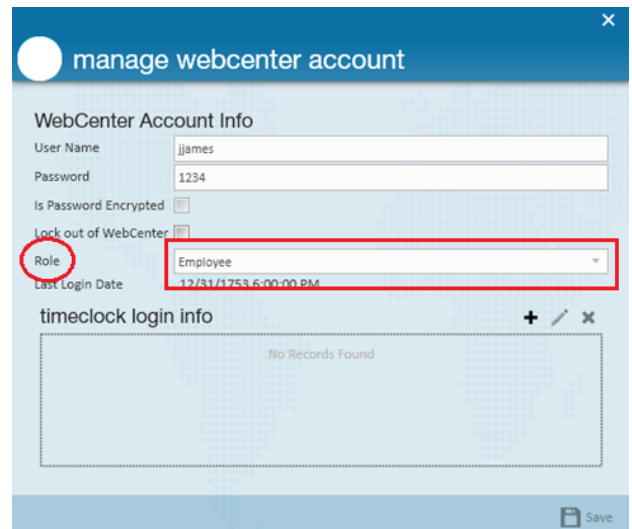 manage webcenter account
WebCenter Account Info
User Name jjames
Password 1234
Is Password Encrypted
Lock out of WebCenter
Role Employee
Last Login Date 12/31/1753 6:00:00 PM
timeclock login info
No Records Found
Save